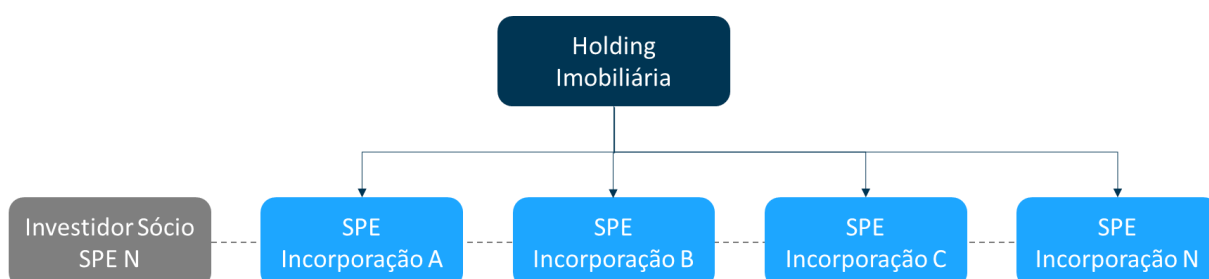 Holding
Imobiliária
Investidor Sócio
SPE N
SPE
Incorporação A
SPE
Incorporação B
SPE
Incorporação C
SPE
Incorporação N